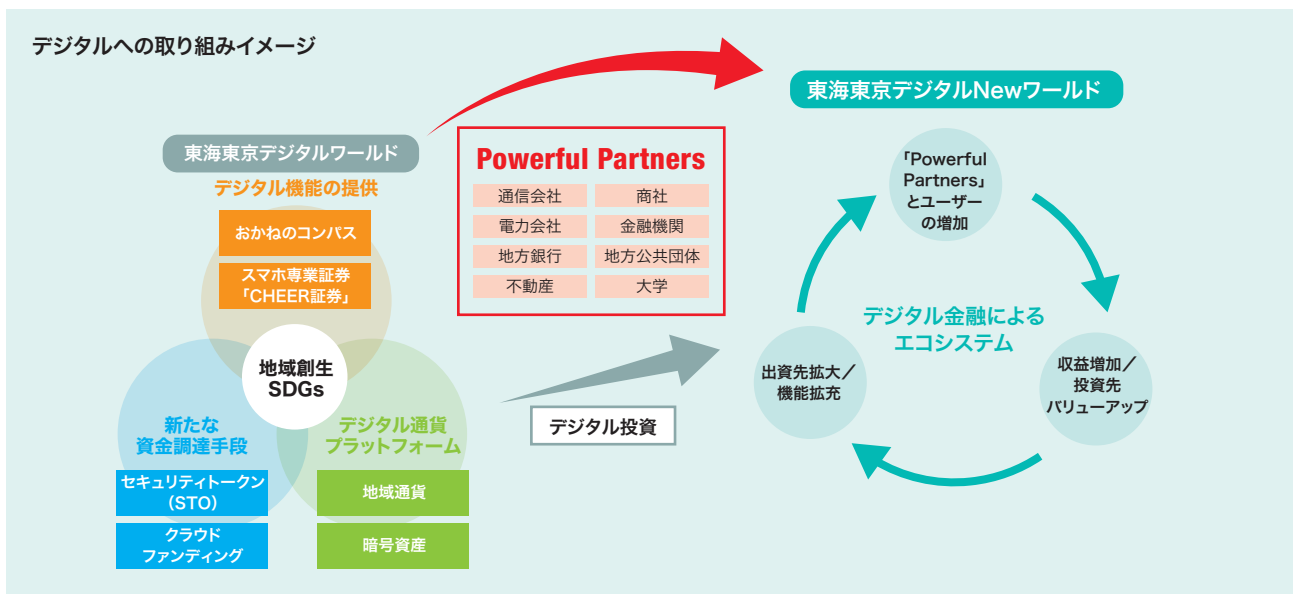 デジタルへの取り組みイメージ
東海東京デジタルワールド
デジタル機能の提供
おかねのコンパス
スマホ専業証券
「CHEER証券」
地域創生
SDGs
新たな
資金調達手段
セキュリティトークン
(STO)
クラウド
ファンディング
デジタル通貨
プラットフォーム
地域通貨
暗号資産
Powerful Partners
通信会社
商社
電力会社
金融機関
地方銀行
地方公共団体
不動産
大学
デジタル投資
東海東京デジタルNewワールド
「Powerful
Partners」
とユーザー
の増加
デジタル金融による
エコシステム
出資先拡大／
機能拡充
収益増加／
投資先
バリューアップ